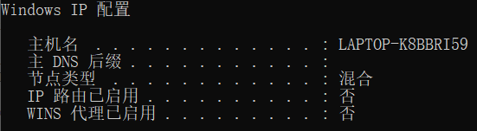 Windows IP 配置
主机名 . . . . . . . . . . . . . : LAPTOP-K8BBRI59
主 DNS 后缀 . . . . . . . . . . . :
节点类型 . . . . . . . . . . . . : 混合
IP 路由已启用 . . . . . . . . . . : 否
WINS 代理已启用 . . . . . . . . . : 否